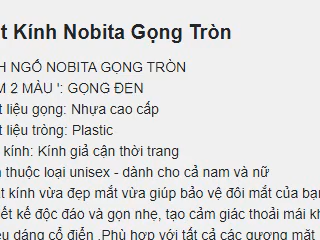 t Kính Nobita Gọng Tròn
H NGỐ NOBITA GỌNG TRÒN
M 2 MÀU ': GỌNG ĐEN
t liệu gọng: Nhựa cao cấp
t liệu tròng: Plastic
kính: Kính giả cận thời trang
thuộc loại unisex - dành cho cả nam và nữ
t kính vừa đẹp mắt vừa giúp bảo vệ đôi mắt của bạn
ết kế độc đáo và gọn nhẹ, tạo cảm giác thoải mái k
u dáng cổ điển .Phù hợp với tất cả các gương mặt